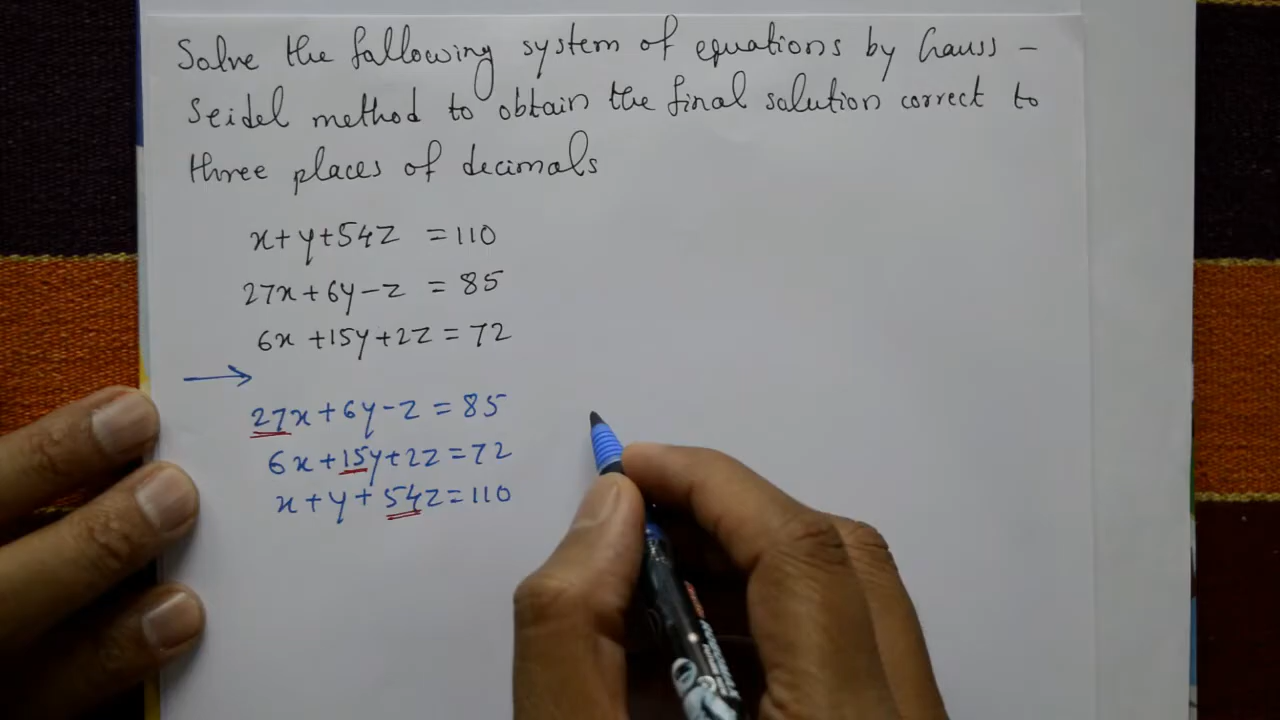 Solve the following system of equations by Gauss -
Seidel method to obtain the final solution correct to
three places of decimals
x+y+54z = 110
27x+6y-z = 85
6x+15y+2z = 72
→
27x+6y-z = 85
6x+15y+2z = 72
x+y+54z = 110